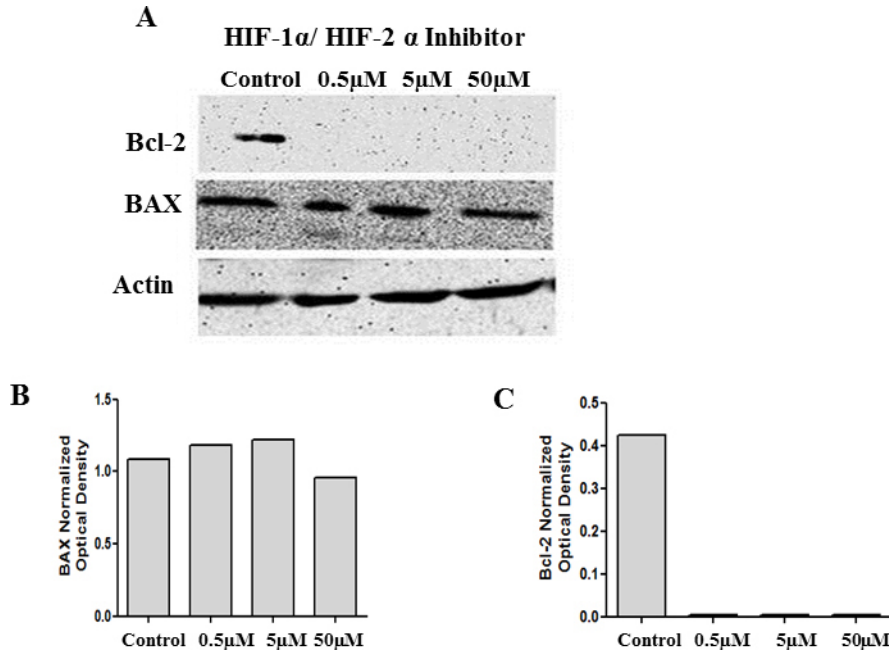 A
HIF-1α/ HIF-2 α Inhibitor
Control 0.5μM 5μM 50μM
Bcl-2
BAX
Actin
B
BAX Normalized
Optical Density
1.5
1.0
0.5
0.0
Control 0.5μM 5μM 50μM
C
Bcl-2 Normalized
Optical Density
0.5
0.4
0.3
0.2
0.1
0.0
Control 0.5μM 5μM 50μM